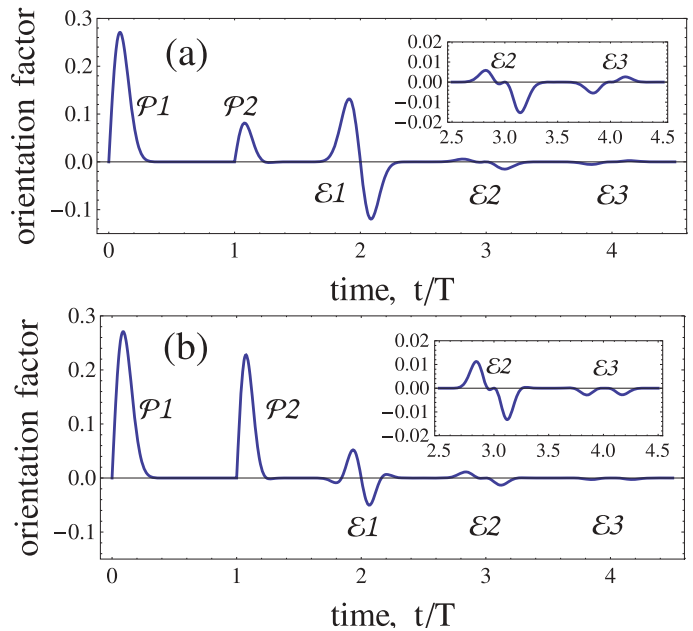 0.3
(a)
0.02
ℰ2
ℰ3
0.01
0.2
0.00
𝒫1
𝒫2
−0.01
0.1
−0.02
2.5 3.0 3.5 4.0 4.5
0.0
ℰ1
ℰ2
ℰ3
−0.1
orientation factor
0 1 2 3 4
time, t/T
0.3
(b)
0.02
ℰ2
ℰ3
0.01
0.2
0.00
−0.01
𝒫1
𝒫2
0.1
−0.02
2.5 3.0 3.5 4.0 4.5
0.0
ℰ1
ℰ2
ℰ3
−0.1
orientation factor
0 1 2 3 4
time, t/T